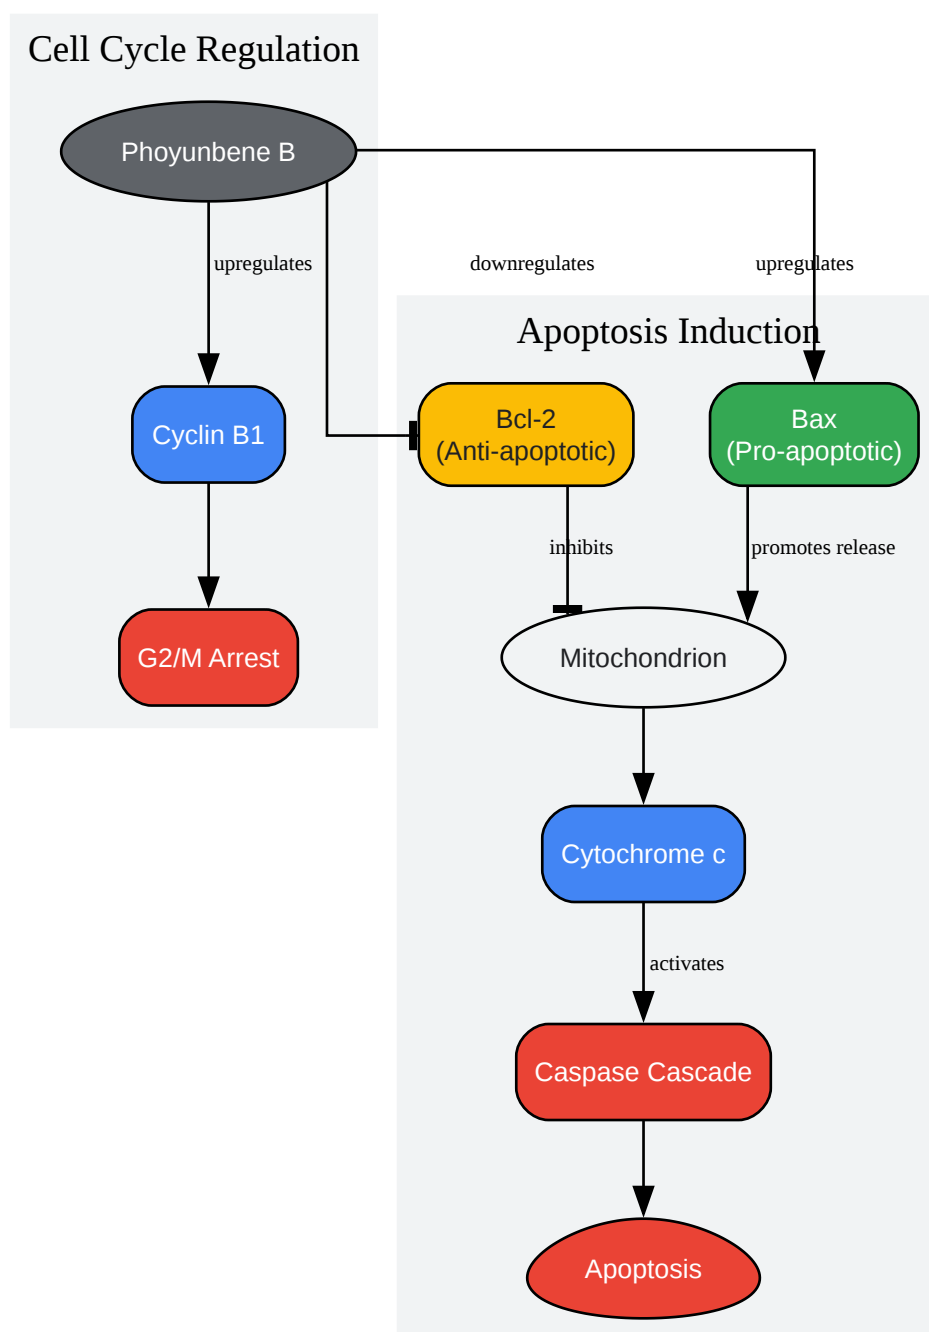 Cell Cycle Regulation
Phoyunbene B
upregulates
downregulates
upregulates
Apoptosis Induction
Cyclin B1
Bcl-2
(Anti-apoptotic)
Bax
(Pro-apoptotic)
inhibits
promotes release
G2/M Arrest
Mitochondrion
Cytochrome c
activates
Caspase Cascade
Apoptosis